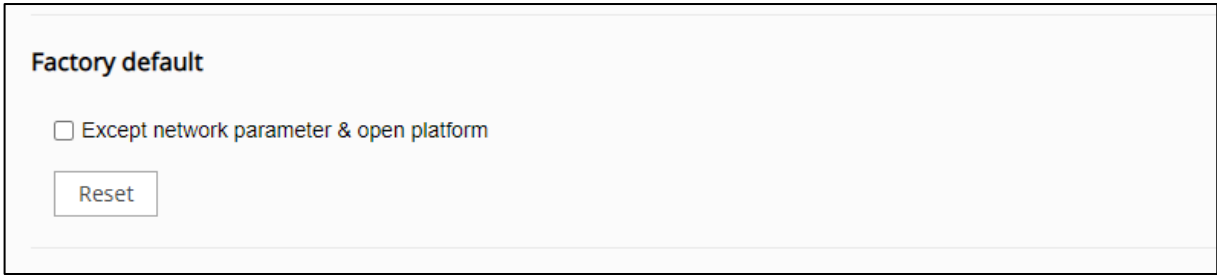 Factory default
Except network parameter & open platform
Reset